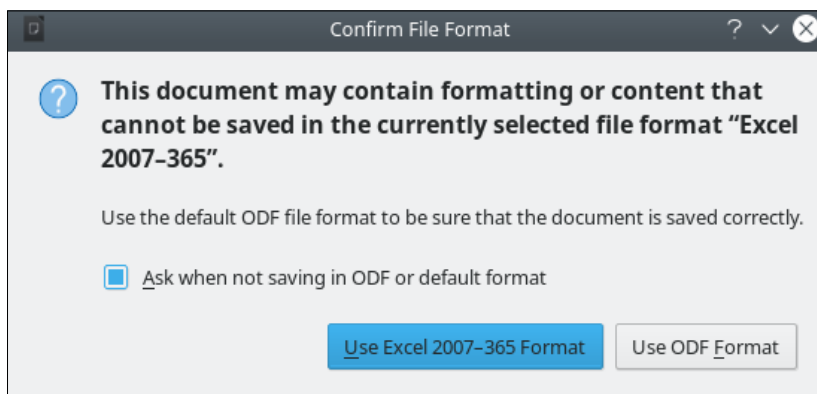 Confirm File Format
?
This document may contain formatting or content that
cannot be saved in the currently selected file format “Excel
2007–365”.
Use the default ODF file format to be sure that the document is saved correctly.
Ask when not saving in ODF or default format
Use Excel 2007–365 Format
Use ODF Format